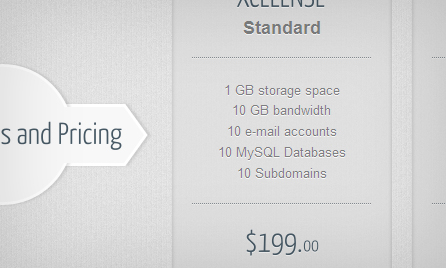 XCELENSE
Standard
1 GB storage space
10 GB bandwidth
10 e-mail accounts
10 MySQL Databases
10 Subdomains
s and Pricing
$199.00